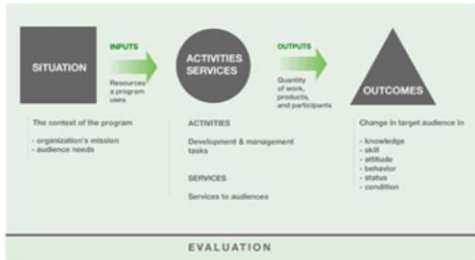 SITUATION
INPUTS
Resources
a program
uses
ACTIVITIES
SERVICES
OUTPUTS
Quantity
of work,
products,
and participants
OUTCOMES
The context of the program
- organization's mission
- audience needs
ACTIVITIES
Development & management
tasks
SERVICES
Services to audiences
Change in target audience in
- knowledge
- skill
- attitude
- behavior
- status
- condition
EVALUATION